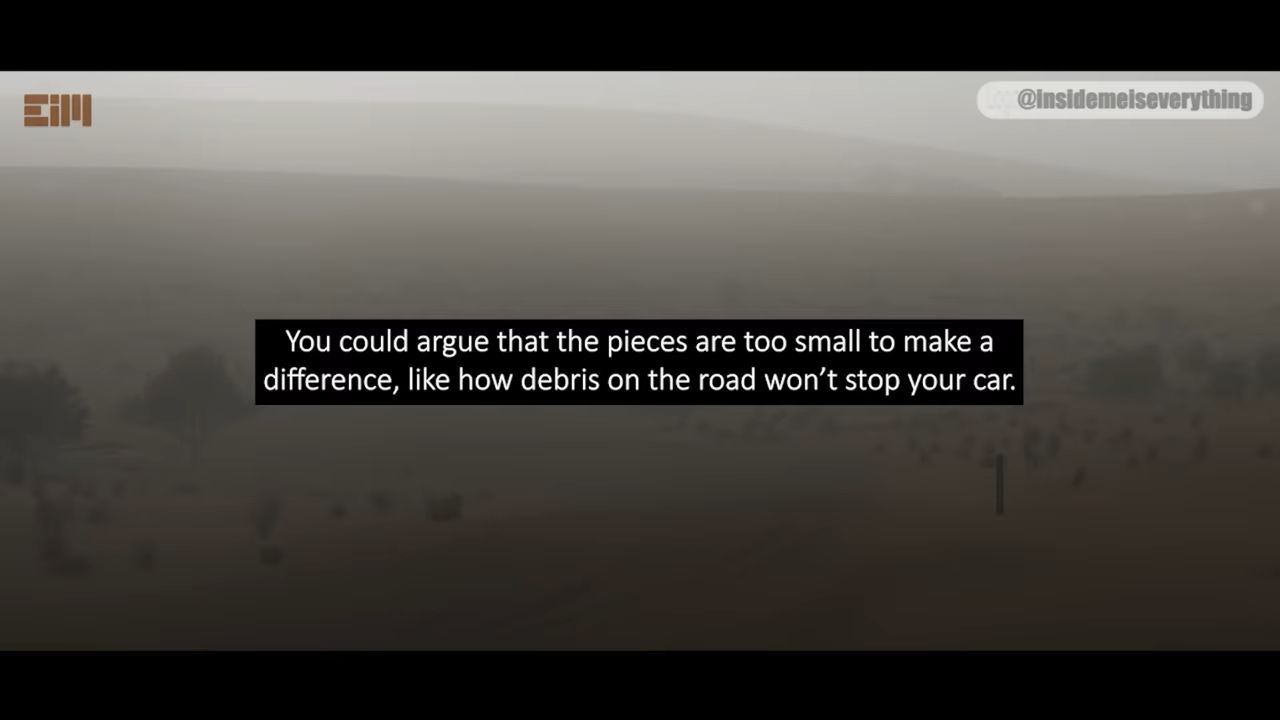 EiM
@Insidemeiseverything
You could argue that the pieces are too small to make a
difference, like how debris on the road won’t stop your car.